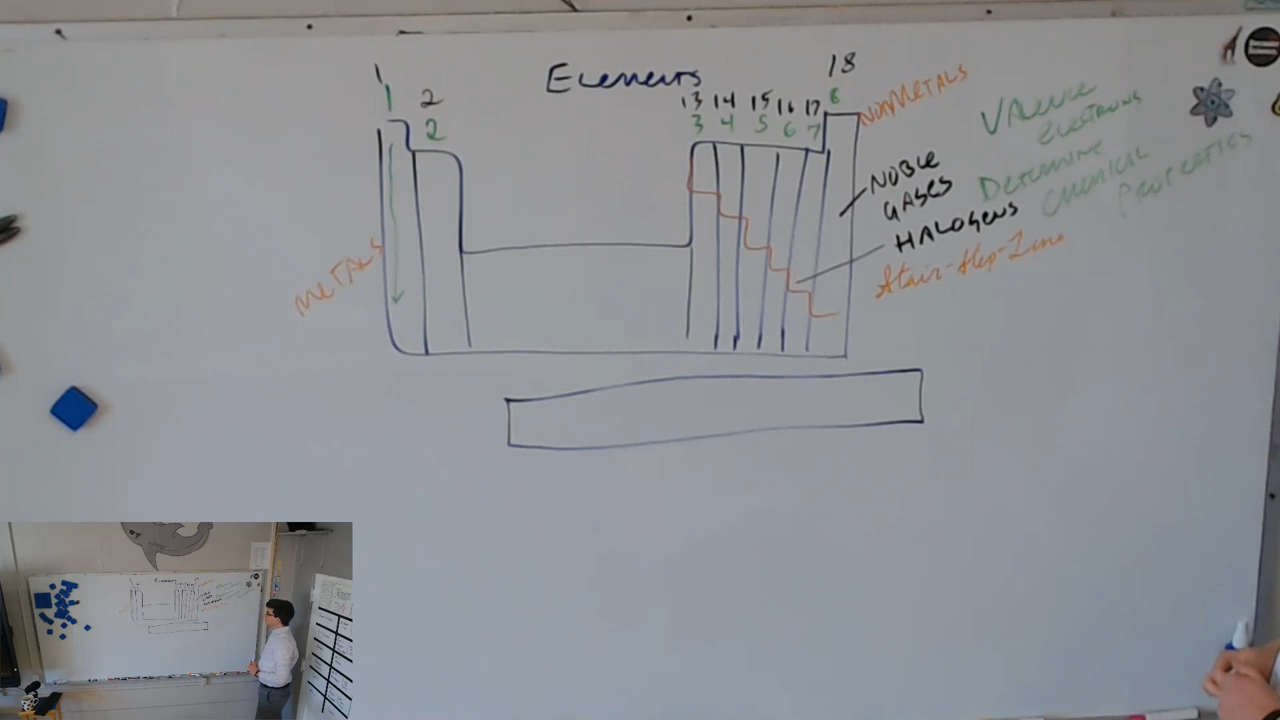 Elements
1 2 13 14 15 16 17 18
1 2 3 4 5 6 7 8
METALS
NONMETALS
NOBLE
GASES
HALOGENS
Stair-Step-Line
VALENCE
ELECTRONS
DETERMINE
CHEMICAL
PROPERTIES